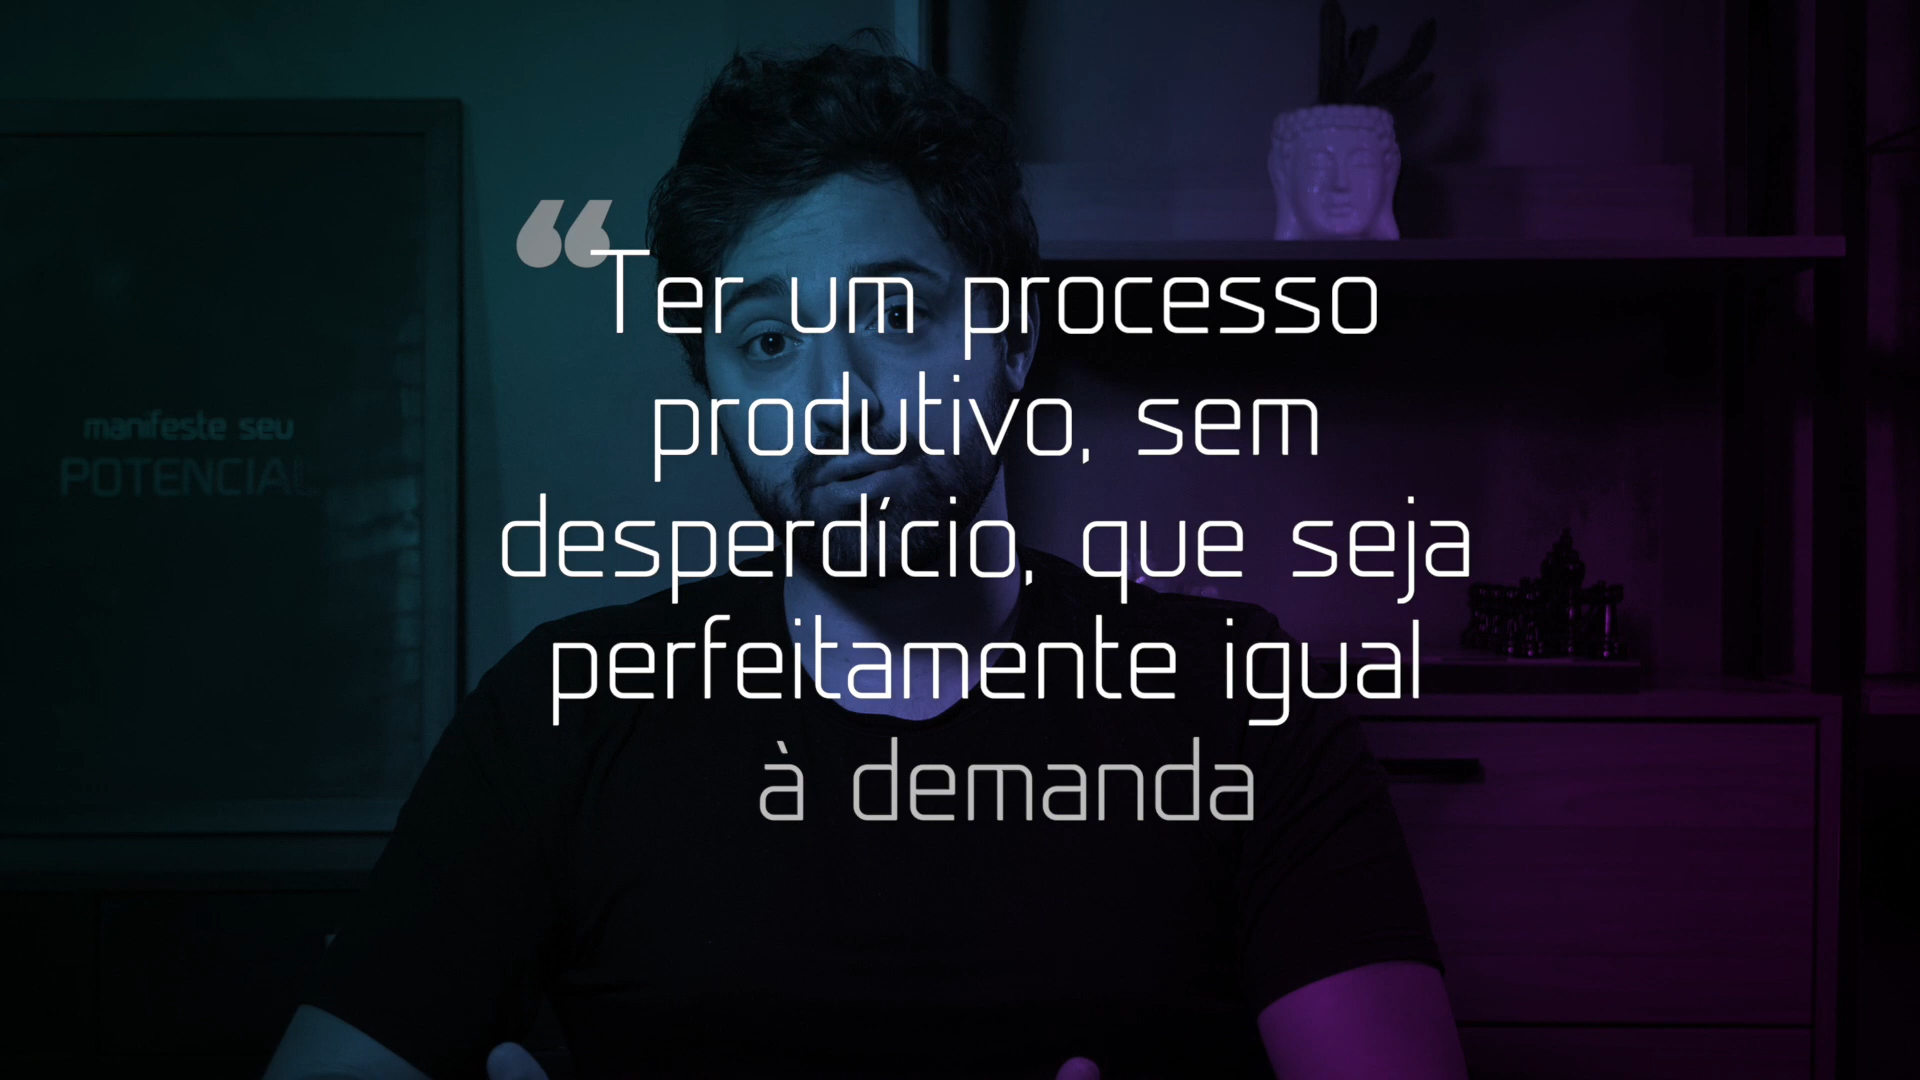 manifeste seu
POTENCIAL
“Ter um processo
produtivo, sem
desperdício, que seja
perfeitamente igual
à demanda